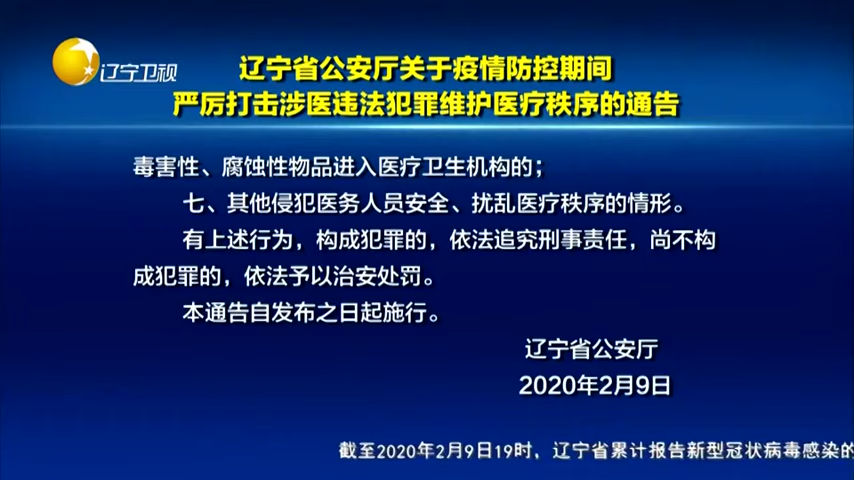 辽宁卫视
辽宁省公安厅关于疫情防控期间
严厉打击涉医违法犯罪维护医疗秩序的通告
毒害性、腐蚀性物品进入医疗卫生机构的；
七、其他侵犯医务人员安全、扰乱医疗秩序的情形。
有上述行为，构成犯罪的，依法追究刑事责任，尚不构
成犯罪的，依法予以治安处罚。
本通告自发布之日起施行。
辽宁省公安厅
2020年2月9日
截至2020年2月9日19时，辽宁省累计报告新型冠状病毒感染的